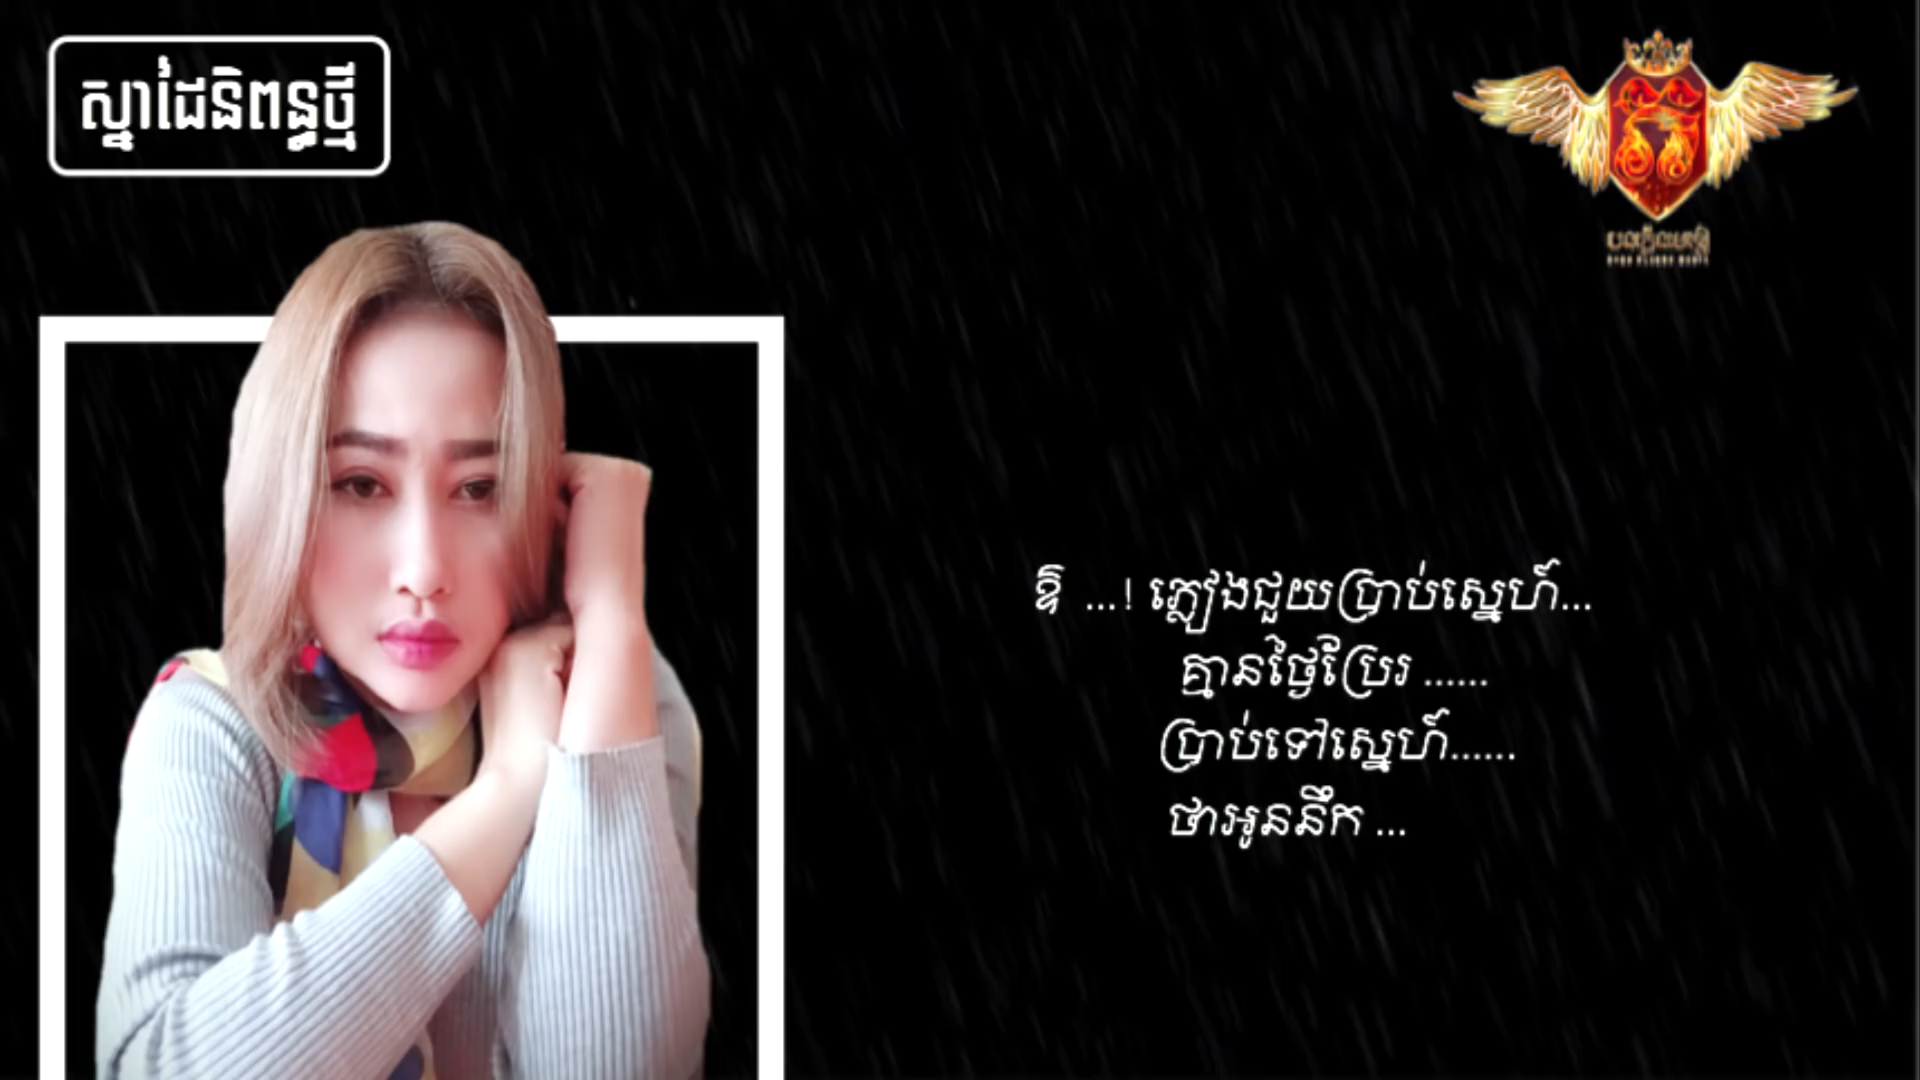 ស្នាដៃនិពន្ធថ្មី
ឱ ...! ភ្លៀងជួយប្រាប់ស្នេហ៍...
គ្មានថ្ងៃប្រែរ ......
ប្រាប់ទៅស្នេហ៍......
ថាអូននឹក ...